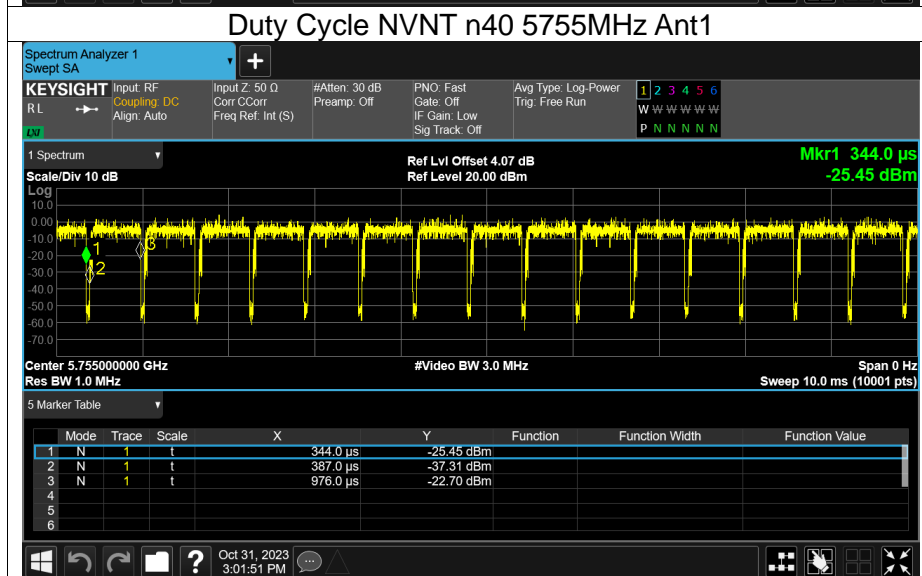 Duty Cycle NVNT n40 5755MHz Ant1
Spectrum Analyzer 1
Swept SA
+
KEYSIGHT
RL
LXI
Input: RF
Coupling: DC
Align: Auto
Input Z: 50 Ω
Corr CCorr
Freq Ref: Int (S)
#Atten: 30 dB
Preamp: Off
PNO: Fast
Gate: Off
IF Gain: Low
Sig Track: Off
Avg Type: Log-Power
Trig: Free Run
1 2 3 4 5 6
W W W W W W
P N N N N N
1 Spectrum
Scale/Div 10 dB
Ref Lvl Offset 4.07 dB
Ref Level 20.00 dBm
Mkr1 344.0 µs
-25.45 dBm
Log
10.0
0.00
-10.0
-20.0
-30.0
-40.0
-50.0
-60.0
-70.0
1
2
3
Center 5.755000000 GHz
Res BW 1.0 MHz
#Video BW 3.0 MHz
Span 0 Hz
Sweep 10.0 ms (10001 pts)
5 Marker Table
Mode Trace Scale X Y Function Function Width Function Value
1 N 1 t 344.0 µs -25.45 dBm
2 N 1 t 387.0 µs -37.31 dBm
3 N 1 t 976.0 µs -22.70 dBm
4
5
6
?
Oct 31, 2023
3:01:51 PM